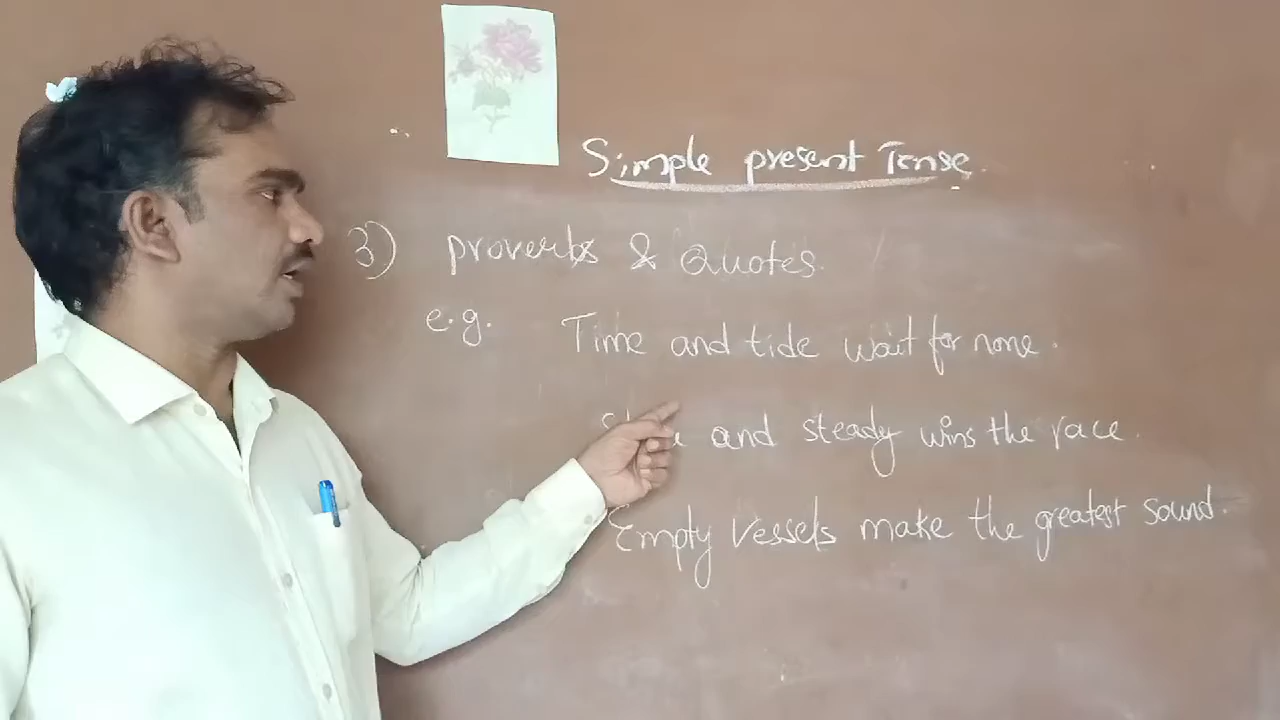 Simple present Tense.
3) proverbs & Quotes.
e.g. Time and tide wait for none.
and steady wins the race.
Empty Vessels make the greatest sound.